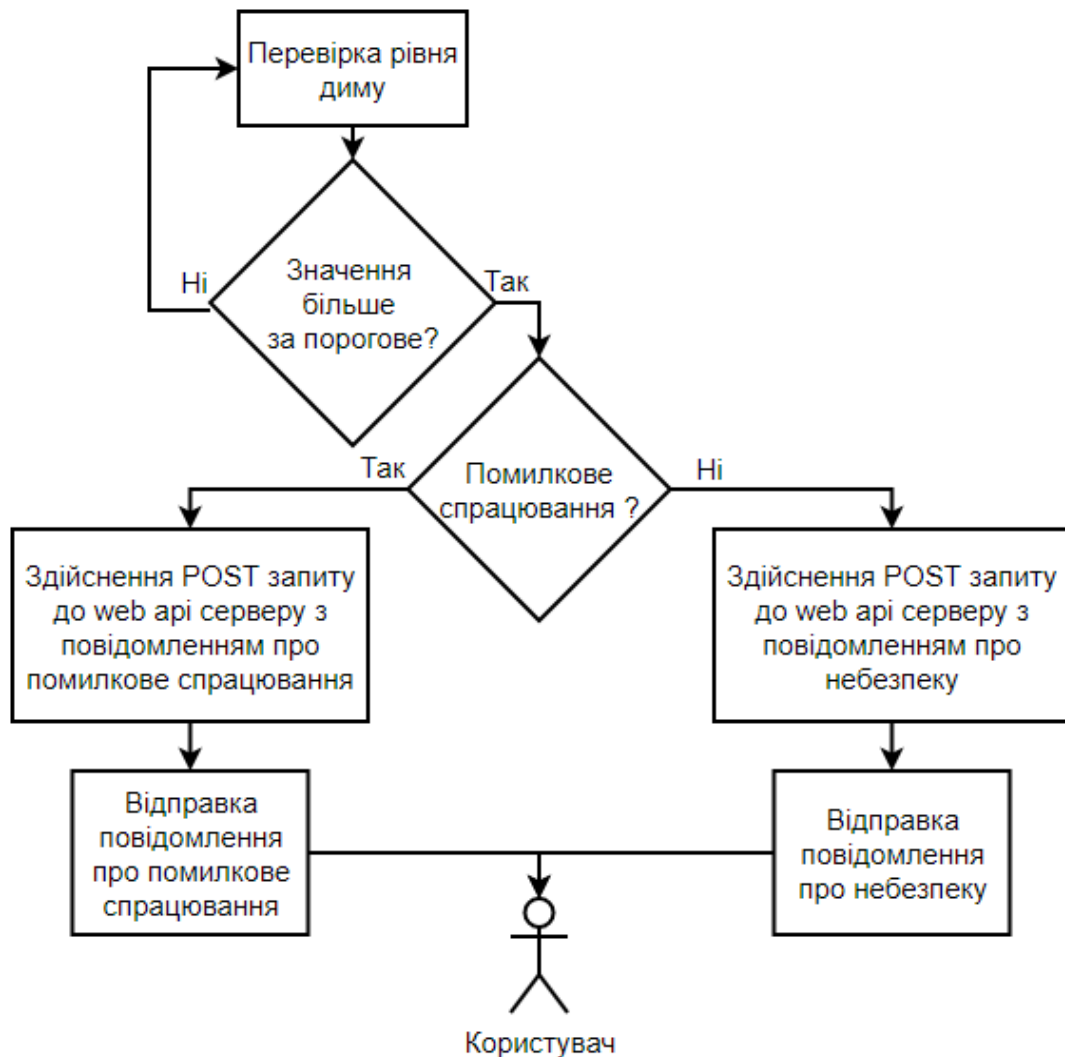 Перевірка рівня
диму
Ні
Значення
більше
за порогове?
Так
Так
Помилкове
спрацювання ?
Ні
Здійснення POST запиту
до web api серверу з
повідомленням про
помилкове спрацювання
Здійснення POST запиту
до web api серверу з
повідомленням про
небезпеку
Відправка
повідомлення
про помилкове
спрацювання
Відправка
повідомлення
про небезпеку
Користувач